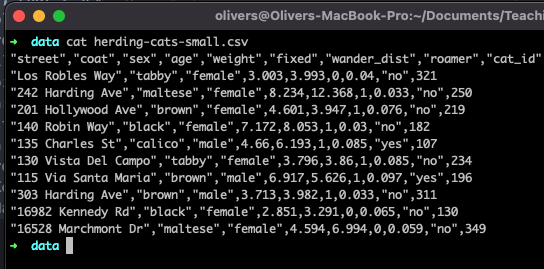 olivers@Olivers-MacBook-Pro:~/Documents/Teachi
➜ data cat herding-cats-small.csv
"street","coat","sex","age","weight","fixed","wander_dist","roamer","cat_id"
"Los Robles Way","tabby","female",3.003,3.993,0,0.04,"no",321
"242 Harding Ave","maltese","female",8.234,12.368,1,0.033,"no",250
"201 Hollywood Ave","brown","female",4.601,3.947,1,0.076,"no",219
"140 Robin Way","black","female",7.172,8.053,1,0.03,"no",182
"135 Charles St","calico","male",4.66,6.193,1,0.085,"yes",107
"130 Vista Del Campo","tabby","female",3.796,3.86,1,0.085,"no",234
"115 Via Santa Maria","brown","male",6.917,5.626,1,0.097,"yes",196
"303 Harding Ave","brown","male",3.713,3.982,1,0.033,"no",311
"16982 Kennedy Rd","black","female",2.851,3.291,0,0.065,"no",130
"16528 Marchmont Dr","maltese","female",4.594,6.994,0,0.059,"no",349
➜ data